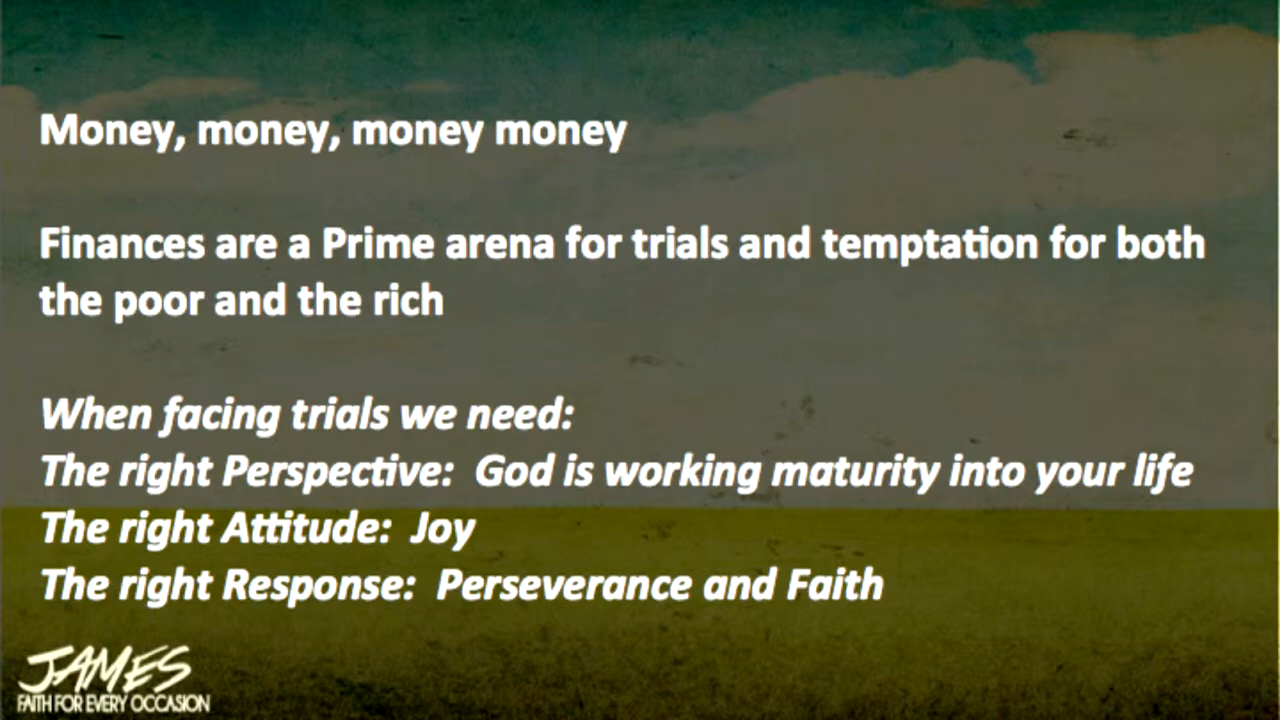 Money, money, money money
Finances are a Prime arena for trials and temptation for both
the poor and the rich
When facing trials we need:
The right Perspective:  God is working maturity into your life
The right Attitude:  Joy
The right Response:  Perseverance and Faith
JAMES
FAITH FOR EVERY OCCASION